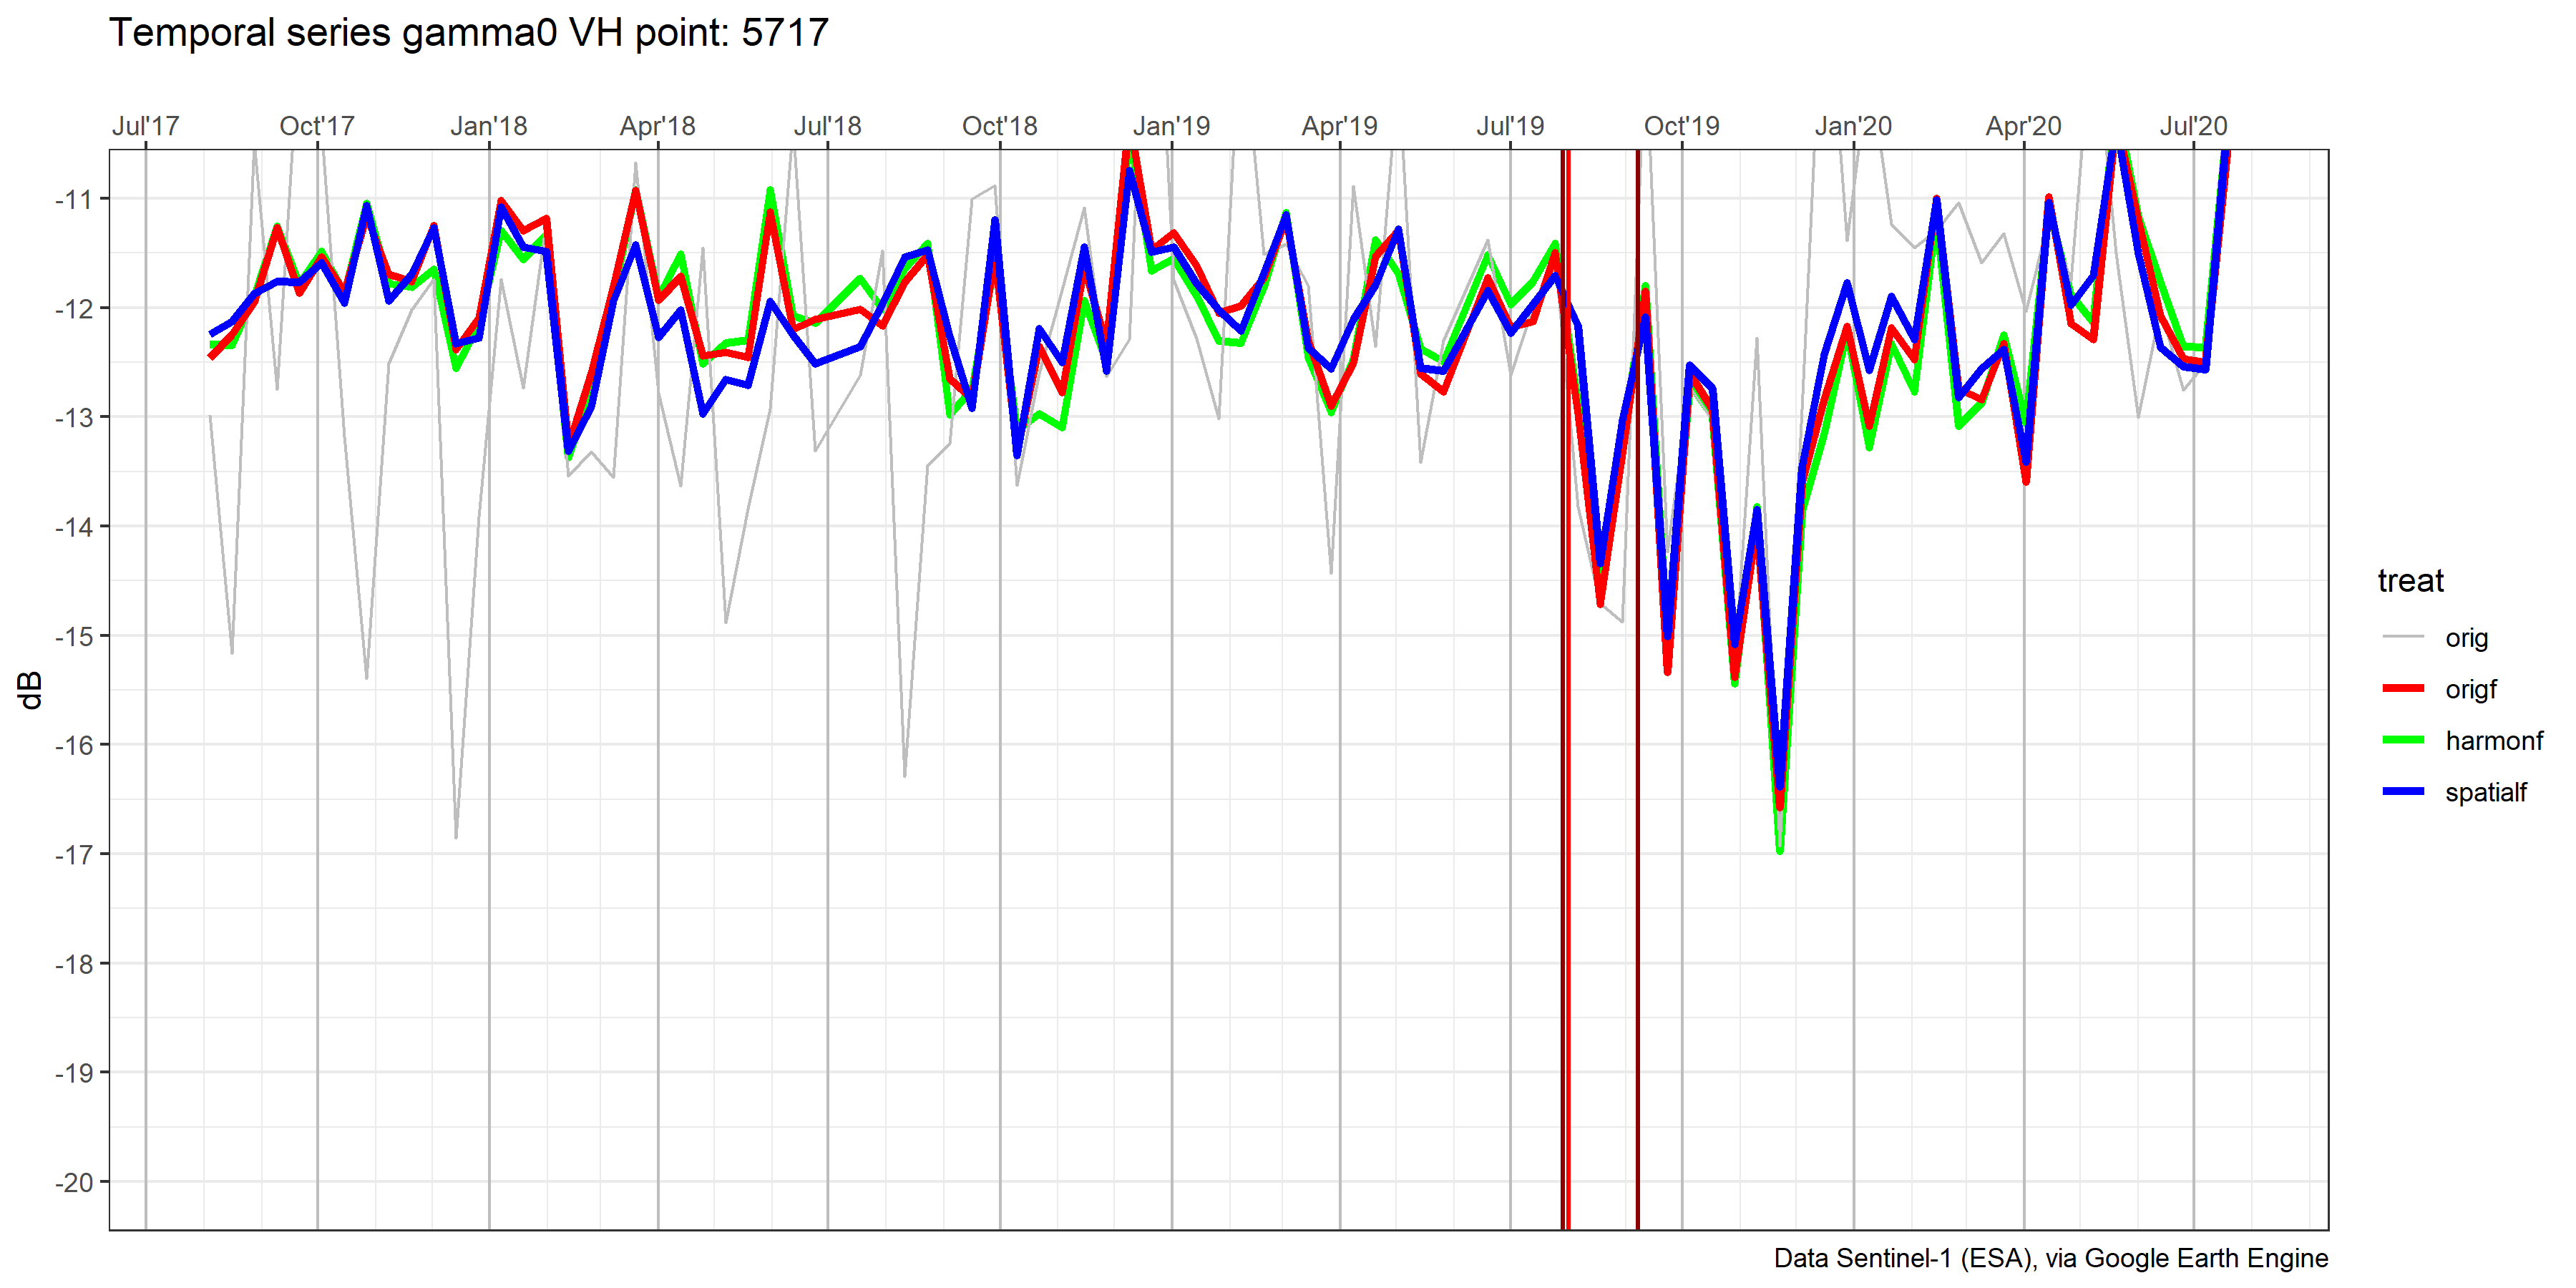 Temporal series gamma0 VH point: 5717
Jul'17 Oct'17 Jan'18 Apr'18 Jul'18 Oct'18 Jan'19 Apr'19 Jul'19 Oct'19 Jan'20 Apr'20 Jul'20
-11
-12
-13
-14
-15
-16
-17
-18
-19
-20
dB
treat
orig
origf
harmonf
spatialf
Data Sentinel-1 (ESA), via Google Earth Engine